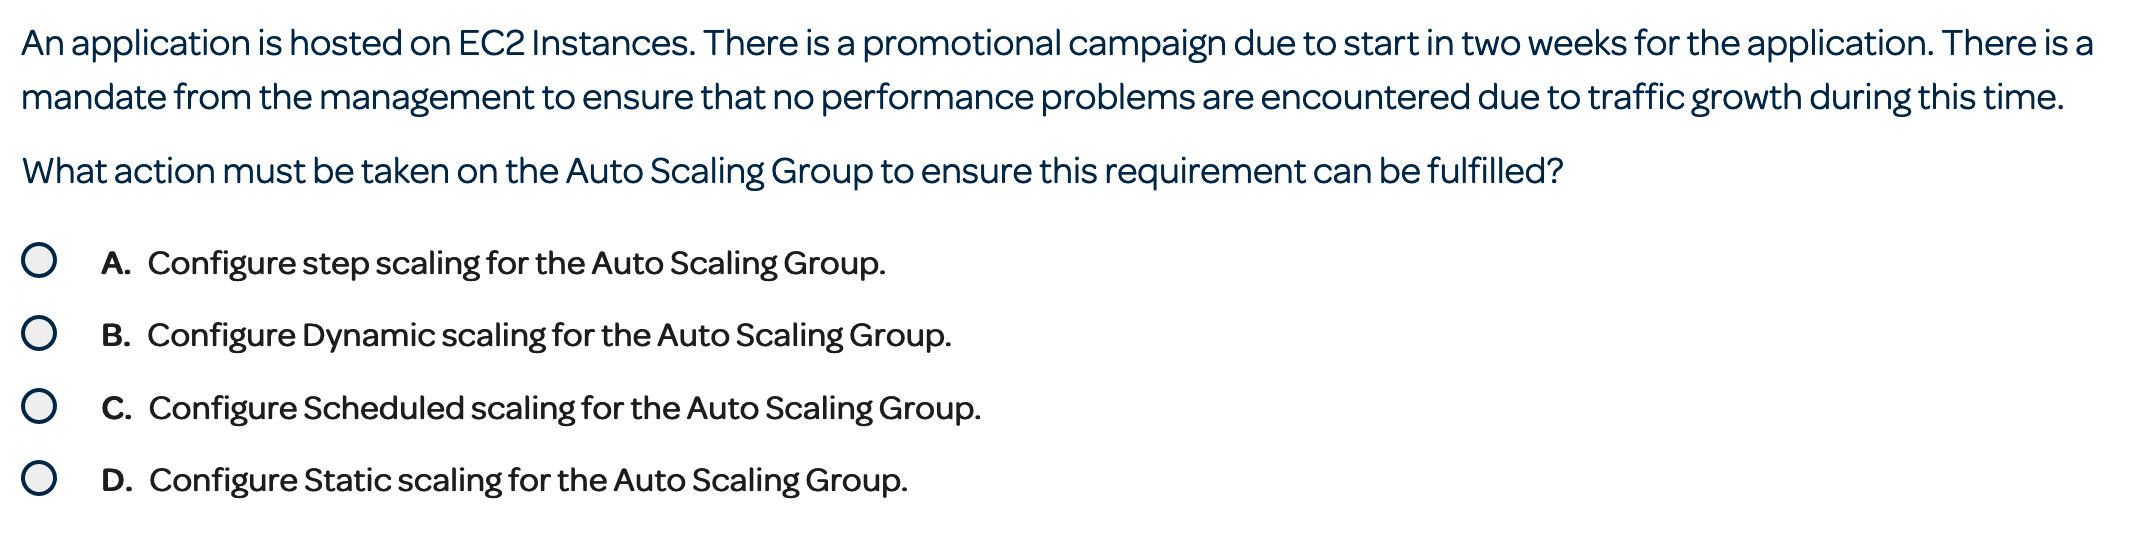 An application is hosted on EC2 Instances. There is a promotional campaign due to start in two weeks for the application. There is a
mandate from the management to ensure that no performance problems are encountered due to traffic growth during this time.
What action must be taken on the Auto Scaling Group to ensure this requirement can be fulfilled?
A. Configure step scaling for the Auto Scaling Group.
B. Configure Dynamic scaling for the Auto Scaling Group.
C. Configure Scheduled scaling for the Auto Scaling Group.
D. Configure Static scaling for the Auto Scaling Group.